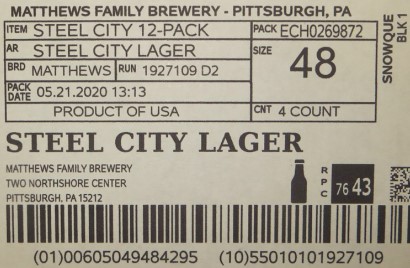 MATTHEWS FAMILY BREWERY - PITTSBURGH, PA
ITEM STEEL CITY 12-PACK PACK ECH0269872
AR STEEL CITY LAGER SIZE 48
BRD MATTHEWS RUN 1927109 D2
PACK DATE 05.21.2020 13:13
PRODUCT OF USA CNT 4 COUNT
SNOWQUE
BLK 1
STEEL CITY LAGER
MATTHEWS FAMILY BREWERY
TWO NORTHSHORE CENTER
PITTSBURGH, PA 15212
RPC 76 43
(01)00605049484295 (10)55010101927109